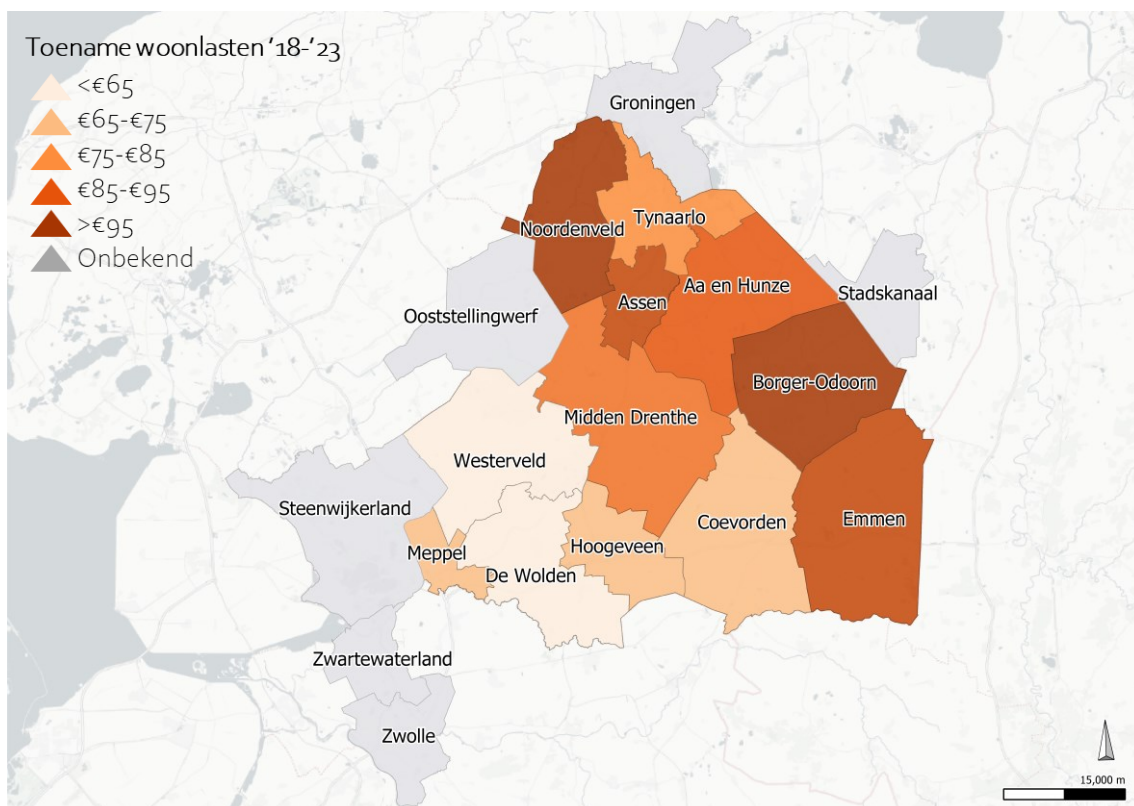 Toename woonlasten '18-'23
<€65
€65-€75
€75-€85
€85-€95
>€95
Onbekend
Groningen
Tynaarlo
Noordenveld
Aa en Hunze
Stadskanaal
Assen
Ooststellingwerf
Borger-Odoorn
Midden Drenthe
Westerveld
Steenwijkerland
Coevorden
Emmen
Meppel
Hoogeveen
De Wolden
Zwartewaterland
Zwolle
15,000 m